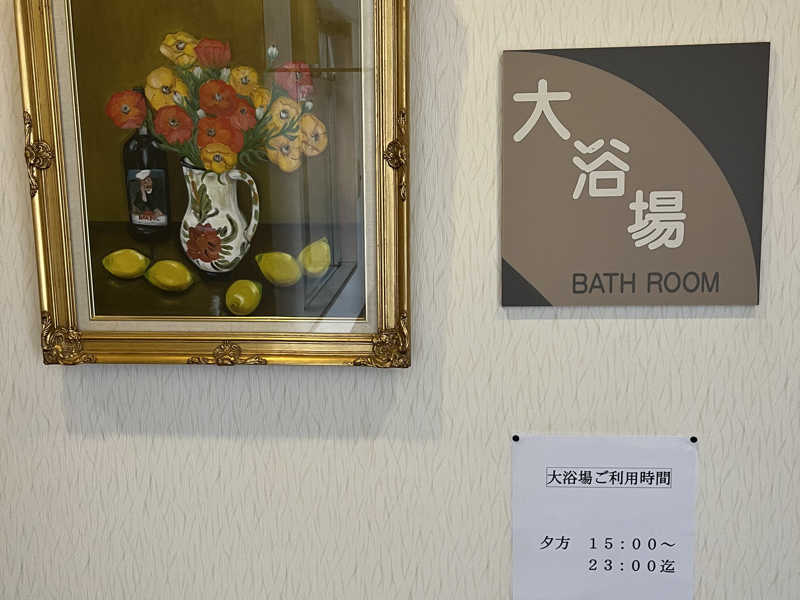 大浴場
BATH ROOM
大浴場ご利用時間
夕方　１５：００～
２３：００迄